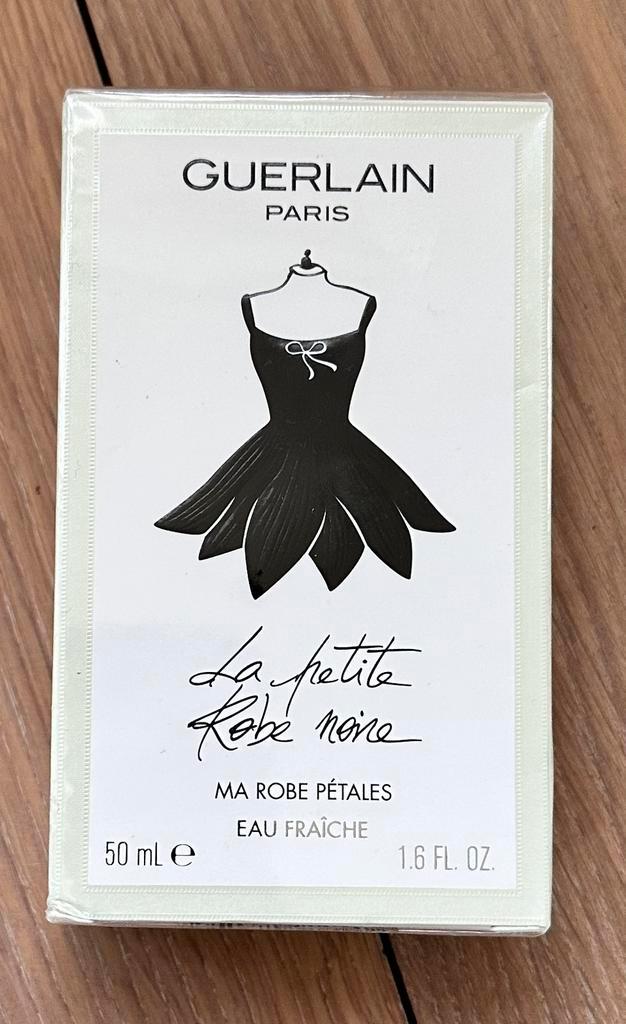 GUERLAIN
PARIS
La petite
Robe noire
MA ROBE PÉTALES
EAU FRAÎCHE
50 mL ℮
1.6 FL. OZ.